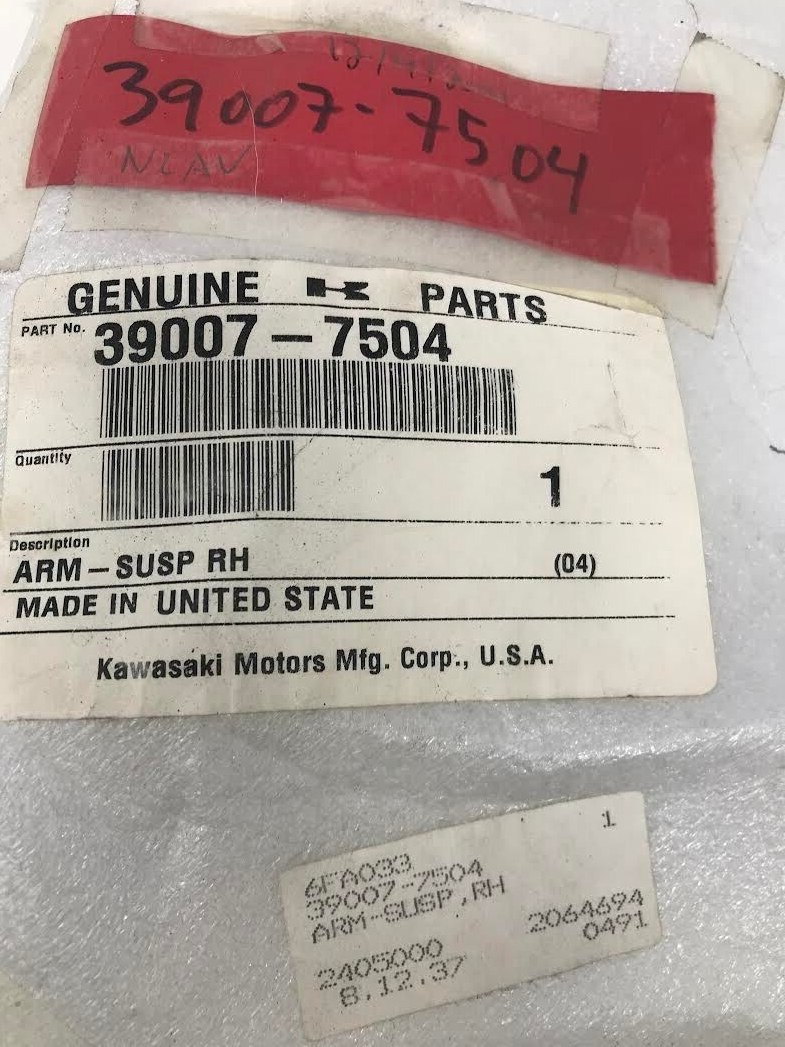 39007-7504
NLAV
GENUINE PARTS
PART No. 39007-7504
Quantity 1
Description
ARM-SUSP RH (04)
MADE IN UNITED STATE
Kawasaki Motors Mfg. Corp., U.S.A.
1
6FA033
39007-7504
ARM-SUSP,RH
2064694
0491
2405000
8.12.37